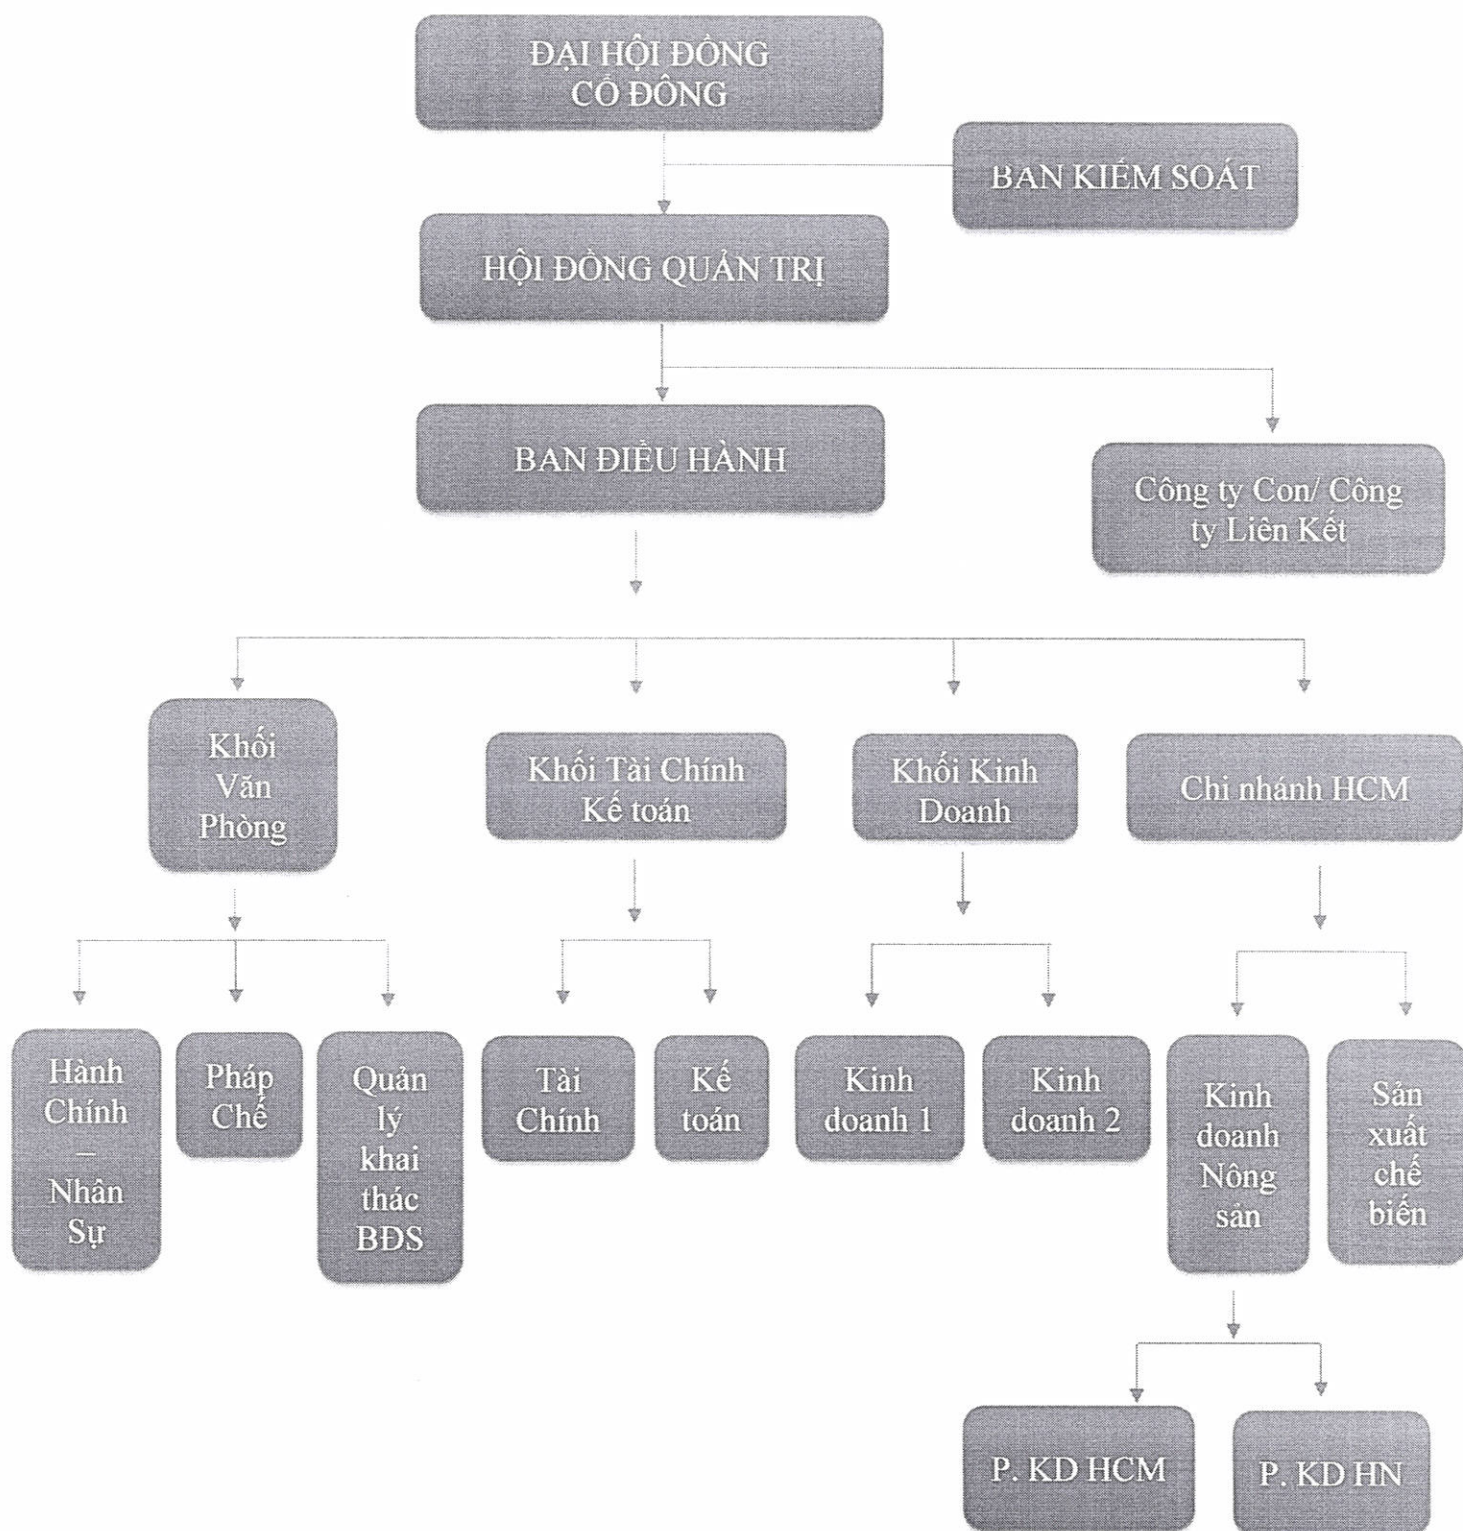 ĐẠI HỘI ĐỒNG
CỔ ĐÔNG
BAN KIỂM SOÁT
HỘI ĐỒNG QUẢN TRỊ
BAN ĐIỀU HÀNH
Công ty Con/ Công
ty Liên Kết
Khối
Văn
Phòng
Khối Tài Chính
Kế toán
Khối Kinh
Doanh
Chi nhánh HCM
Hành
Chính
–
Nhân
Sự
Pháp
Chế
Quản
lý
khai
thác
BĐS
Tài
Chính
Kế
toán
Kinh
doanh 1
Kinh
doanh 2
Kinh
doanh
Nông
sản
Sản
xuất
chế
biến
P. KD HCM
P. KD HN